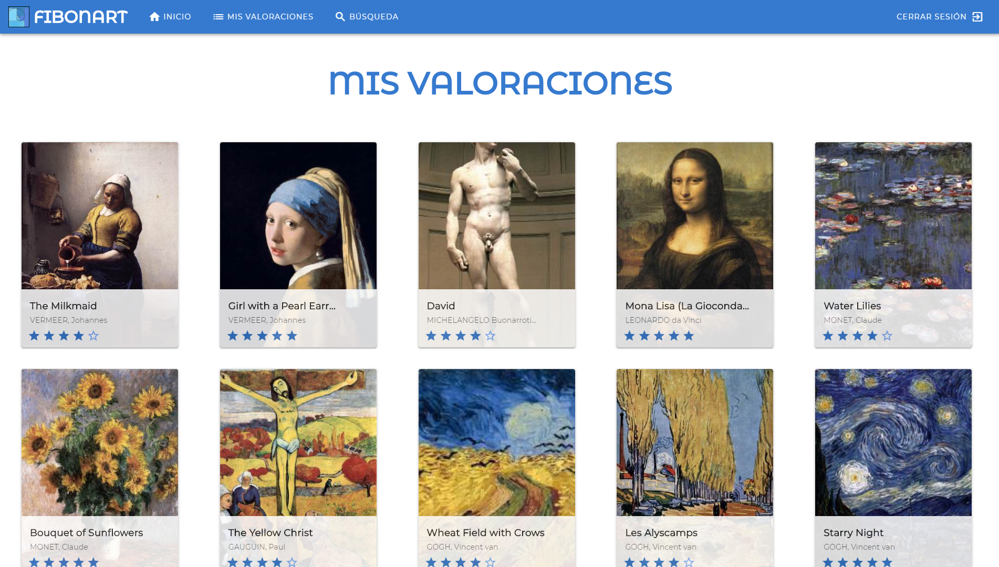 FIBONART
INICIO
MIS VALORACIONES
BÚSQUEDA
CERRAR SESIÓN
MIS VALORACIONES
The Milkmaid
VERMEER, Johannes
Girl with a Pearl Earr...
VERMEER, Johannes
David
MICHELANGELO Buonarroti...
Mona Lisa (La Gioconda...
LEONARDO da Vinci
Water Lilies
MONET, Claude
Bouquet of Sunflowers
MONET, Claude
The Yellow Christ
GAUGUIN, Paul
Wheat Field with Crows
GOGH, Vincent van
Les Alyscamps
GOGH, Vincent van
Starry Night
GOGH, Vincent van